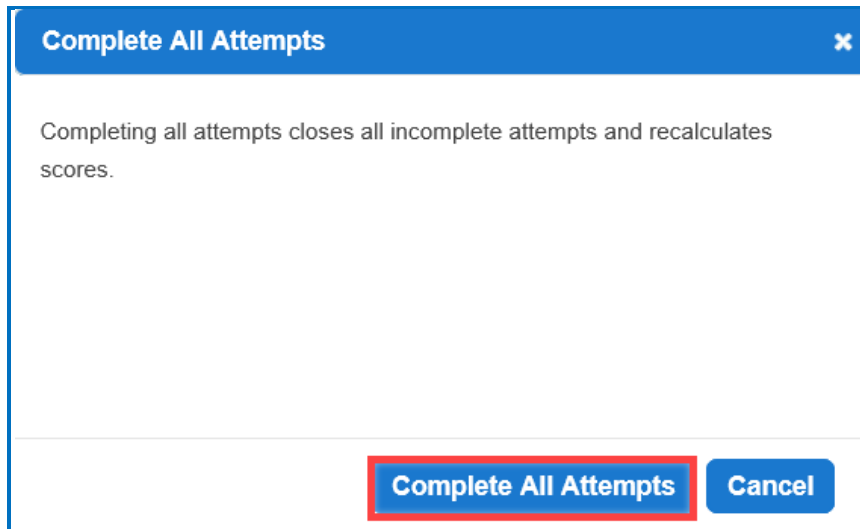 Complete All Attempts ×
Completing all attempts closes all incomplete attempts and recalculates
scores.
Complete All Attempts Cancel